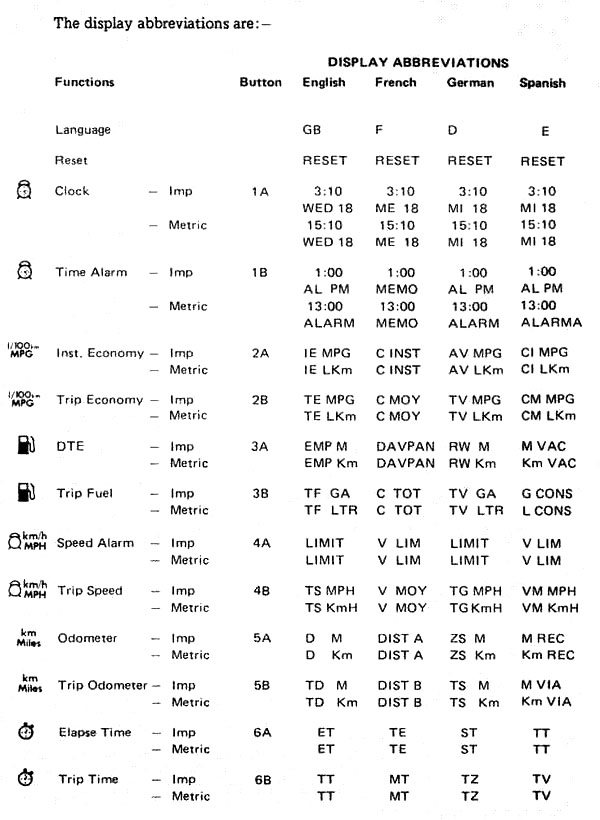 The display abbreviations are:—
DISPLAY ABBREVIATIONS
Functions Button English French German Spanish
Language GB F D E
Reset RESET RESET RESET RESET
Clock — Imp 1A 3:10 3:10 3:10 3:10
WED 18 ME 18 MI 18 MI 18
— Metric 15:10 15:10 15:10 15:10
WED 18 ME 18 MI 18 MI 18
Time Alarm — Imp 1B 1:00 1:00 1:00 1:00
AL PM MEMO AL PM AL PM
— Metric 13:00 13:00 13:00 13:00
ALARM MEMO ALARM ALARMA
l/100km MPG Inst. Economy — Imp 2A IE MPG C INST AV MPG CI MPG
— Metric IE LKm C INST AV LKm CI LKm
l/100km MPG Trip Economy — Imp 2B TE MPG C MOY TV MPG CM MPG
— Metric TE LKm C MOY TV LKm CM LKm
DTE — Imp 3A EMP M DAVPAN RW M M VAC
— Metric EMP Km DAVPAN RW Km Km VAC
Trip Fuel — Imp 3B TF GA C TOT TV GA G CONS
— Metric TF LTR C TOT TV LTR L CONS
km/h MPH Speed Alarm — Imp 4A LIMIT V LIM LIMIT V LIM
— Metric LIMIT V LIM LIMIT V LIM
km/h MPH Trip Speed — Imp 4B TS MPH V MOY TG MPH VM MPH
— Metric TS KmH V MOY TG KmH VM KmH
km Miles Odometer — Imp 5A D M DIST A ZS M M REC
— Metric D Km DIST A ZS Km Km REC
km Miles Trip Odometer — Imp 5B TD M DIST B TS M M VIA
— Metric TD Km DIST B TS Km Km VIA
Elapse Time — Imp 6A ET TE ST TT
— Metric ET TE ST TT
Trip Time — Imp 6B TT MT TZ TV
— Metric TT MT TZ TV